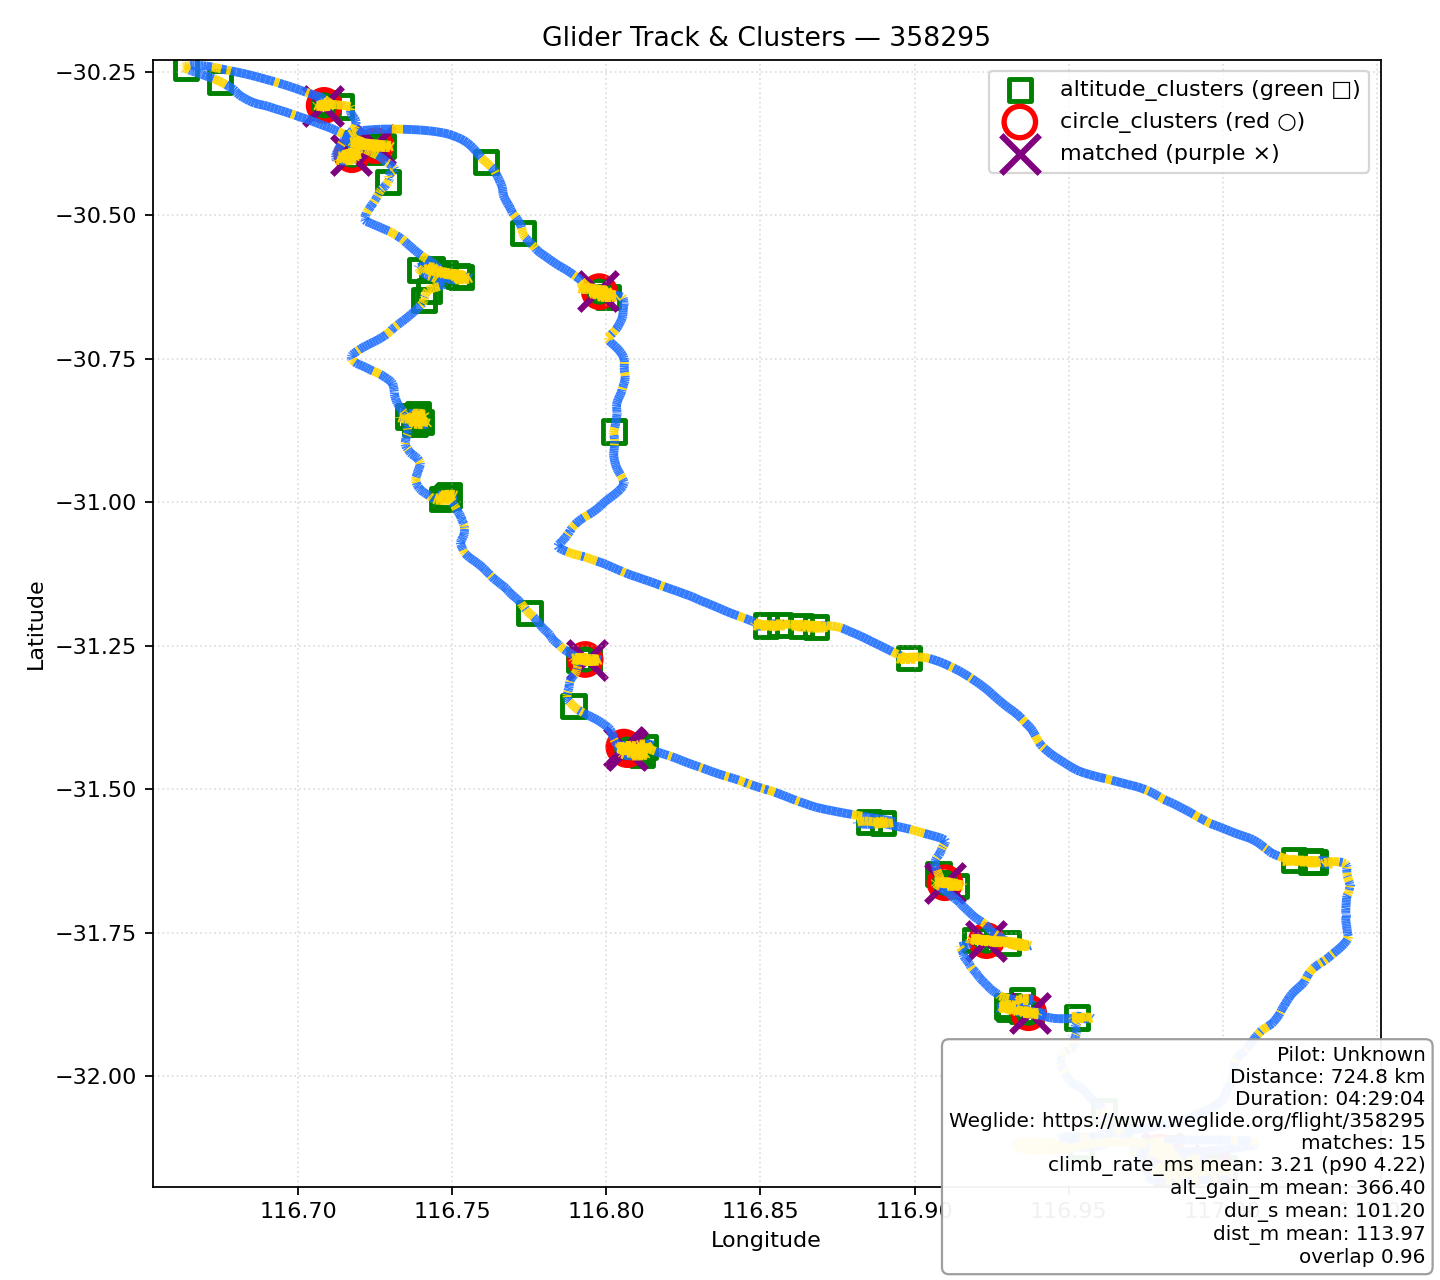 Glider Track & Clusters — 358295
altitude_clusters (green □)
circle_clusters (red ○)
matched (purple ×)
−30.25
−30.50
−30.75
−31.00
−31.25
−31.50
−31.75
−32.00
Latitude
116.70
116.75
116.80
116.85
116.90
116.95
Longitude
Pilot: Unknown
Distance: 724.8 km
Duration: 04:29:04
Weglide: https://www.weglide.org/flight/358295
matches: 15
climb_rate_ms mean: 3.21 (p90 4.22)
alt_gain_m mean: 366.40
dur_s mean: 101.20
dist_m mean: 113.97
overlap 0.96